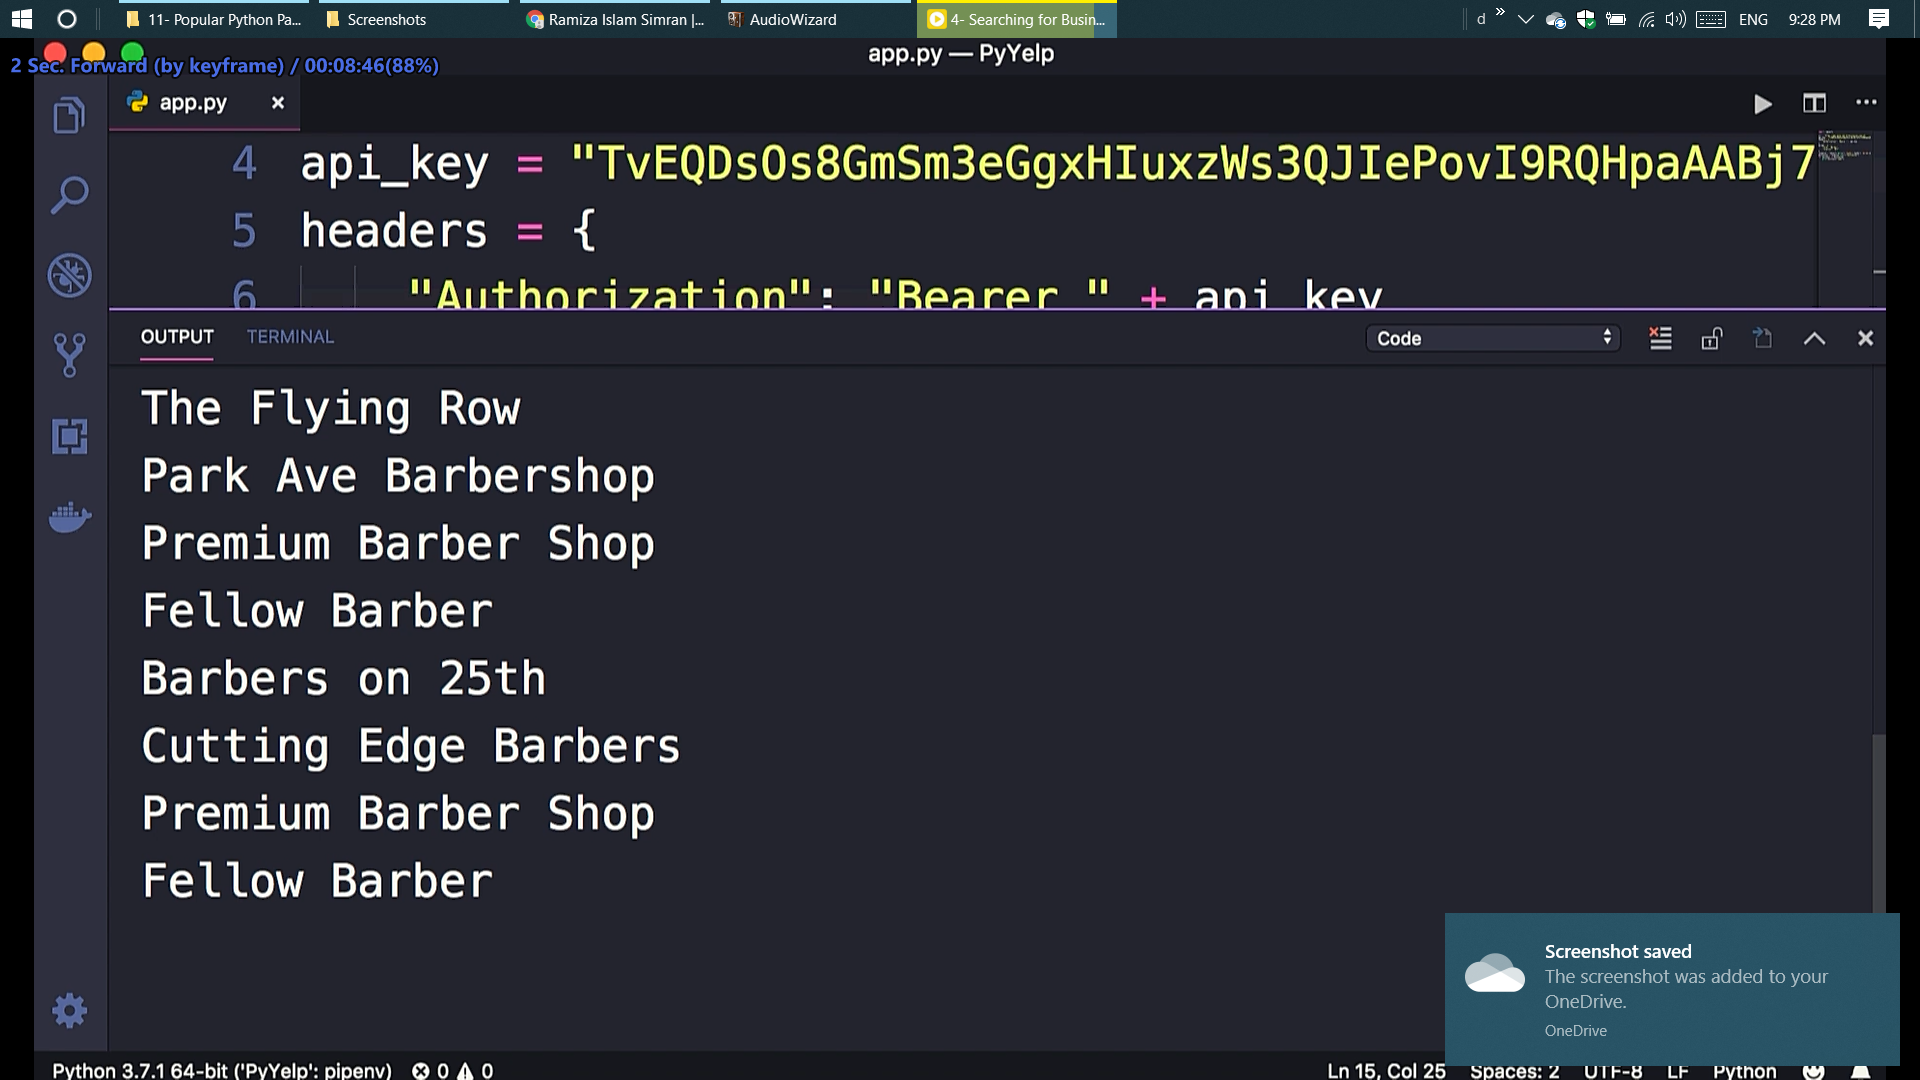 11- Popular Python Pa...
Screenshots
Ramiza Islam Simran |...
AudioWizard
4- Searching for Busin...
d
»
ENG
9:28 PM
app.py — PyYelp
2 Sec. Forward (by keyframe) / 00:08:46(88%)
app.py
4 api_key = "TvEQDsOs8GmSm3eGgxHIuxzWs3QJIePovI9RQHpaAABj7
5 headers = {
6 "Authorization": "Bearer " + api_key
OUTPUT TERMINAL
Code
The Flying Row
Park Ave Barbershop
Premium Barber Shop
Fellow Barber
Barbers on 25th
Cutting Edge Barbers
Premium Barber Shop
Fellow Barber
Screenshot saved
The screenshot was added to your
OneDrive.
OneDrive
Python 3.7.1 64-bit ('PyYelp': pipenv) 0 0
Ln 15, Col 25 Spaces: 2 UTF-8 LF Python